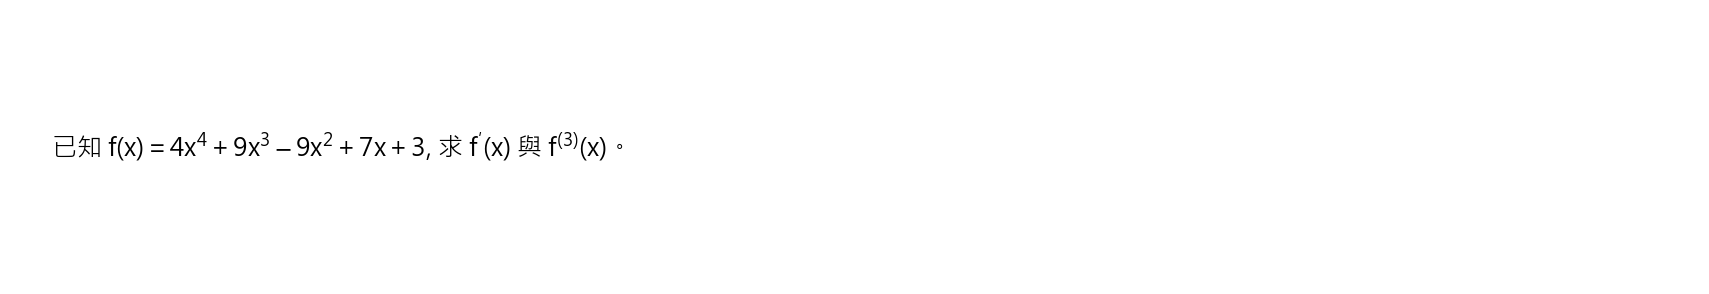 已知 f(x) = 4x⁴ + 9x³ – 9x² + 7x + 3, 求 f′(x) 與 f⁽³⁾(x)。